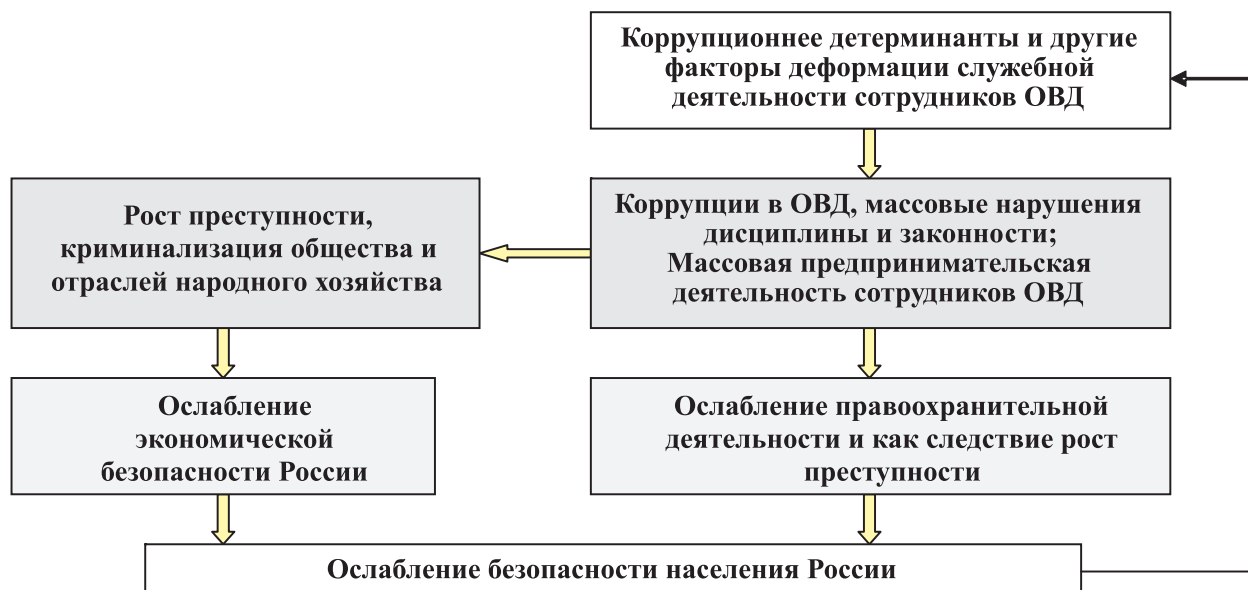 Коррупционнее детерминанты и другие
факторы деформации служебной
деятельности сотрудников ОВД
Рост преступности,
криминализация общества и
отраслей народного хозяйства
Коррупции в ОВД, массовые нарушения
дисциплины и законности;
Массовая предпринимательская
деятельность сотрудников ОВД
Ослабление
экономической
безопасности России
Ослабление правоохранительной
деятельности и как следствие рост
преступности
Ослабление безопасности населения России